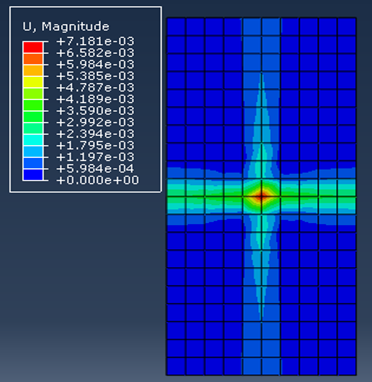 U, Magnitude
+7.181e-03
+6.582e-03
+5.984e-03
+5.385e-03
+4.787e-03
+4.189e-03
+3.590e-03
+2.992e-03
+2.394e-03
+1.795e-03
+1.197e-03
+5.984e-04
+0.000e+00